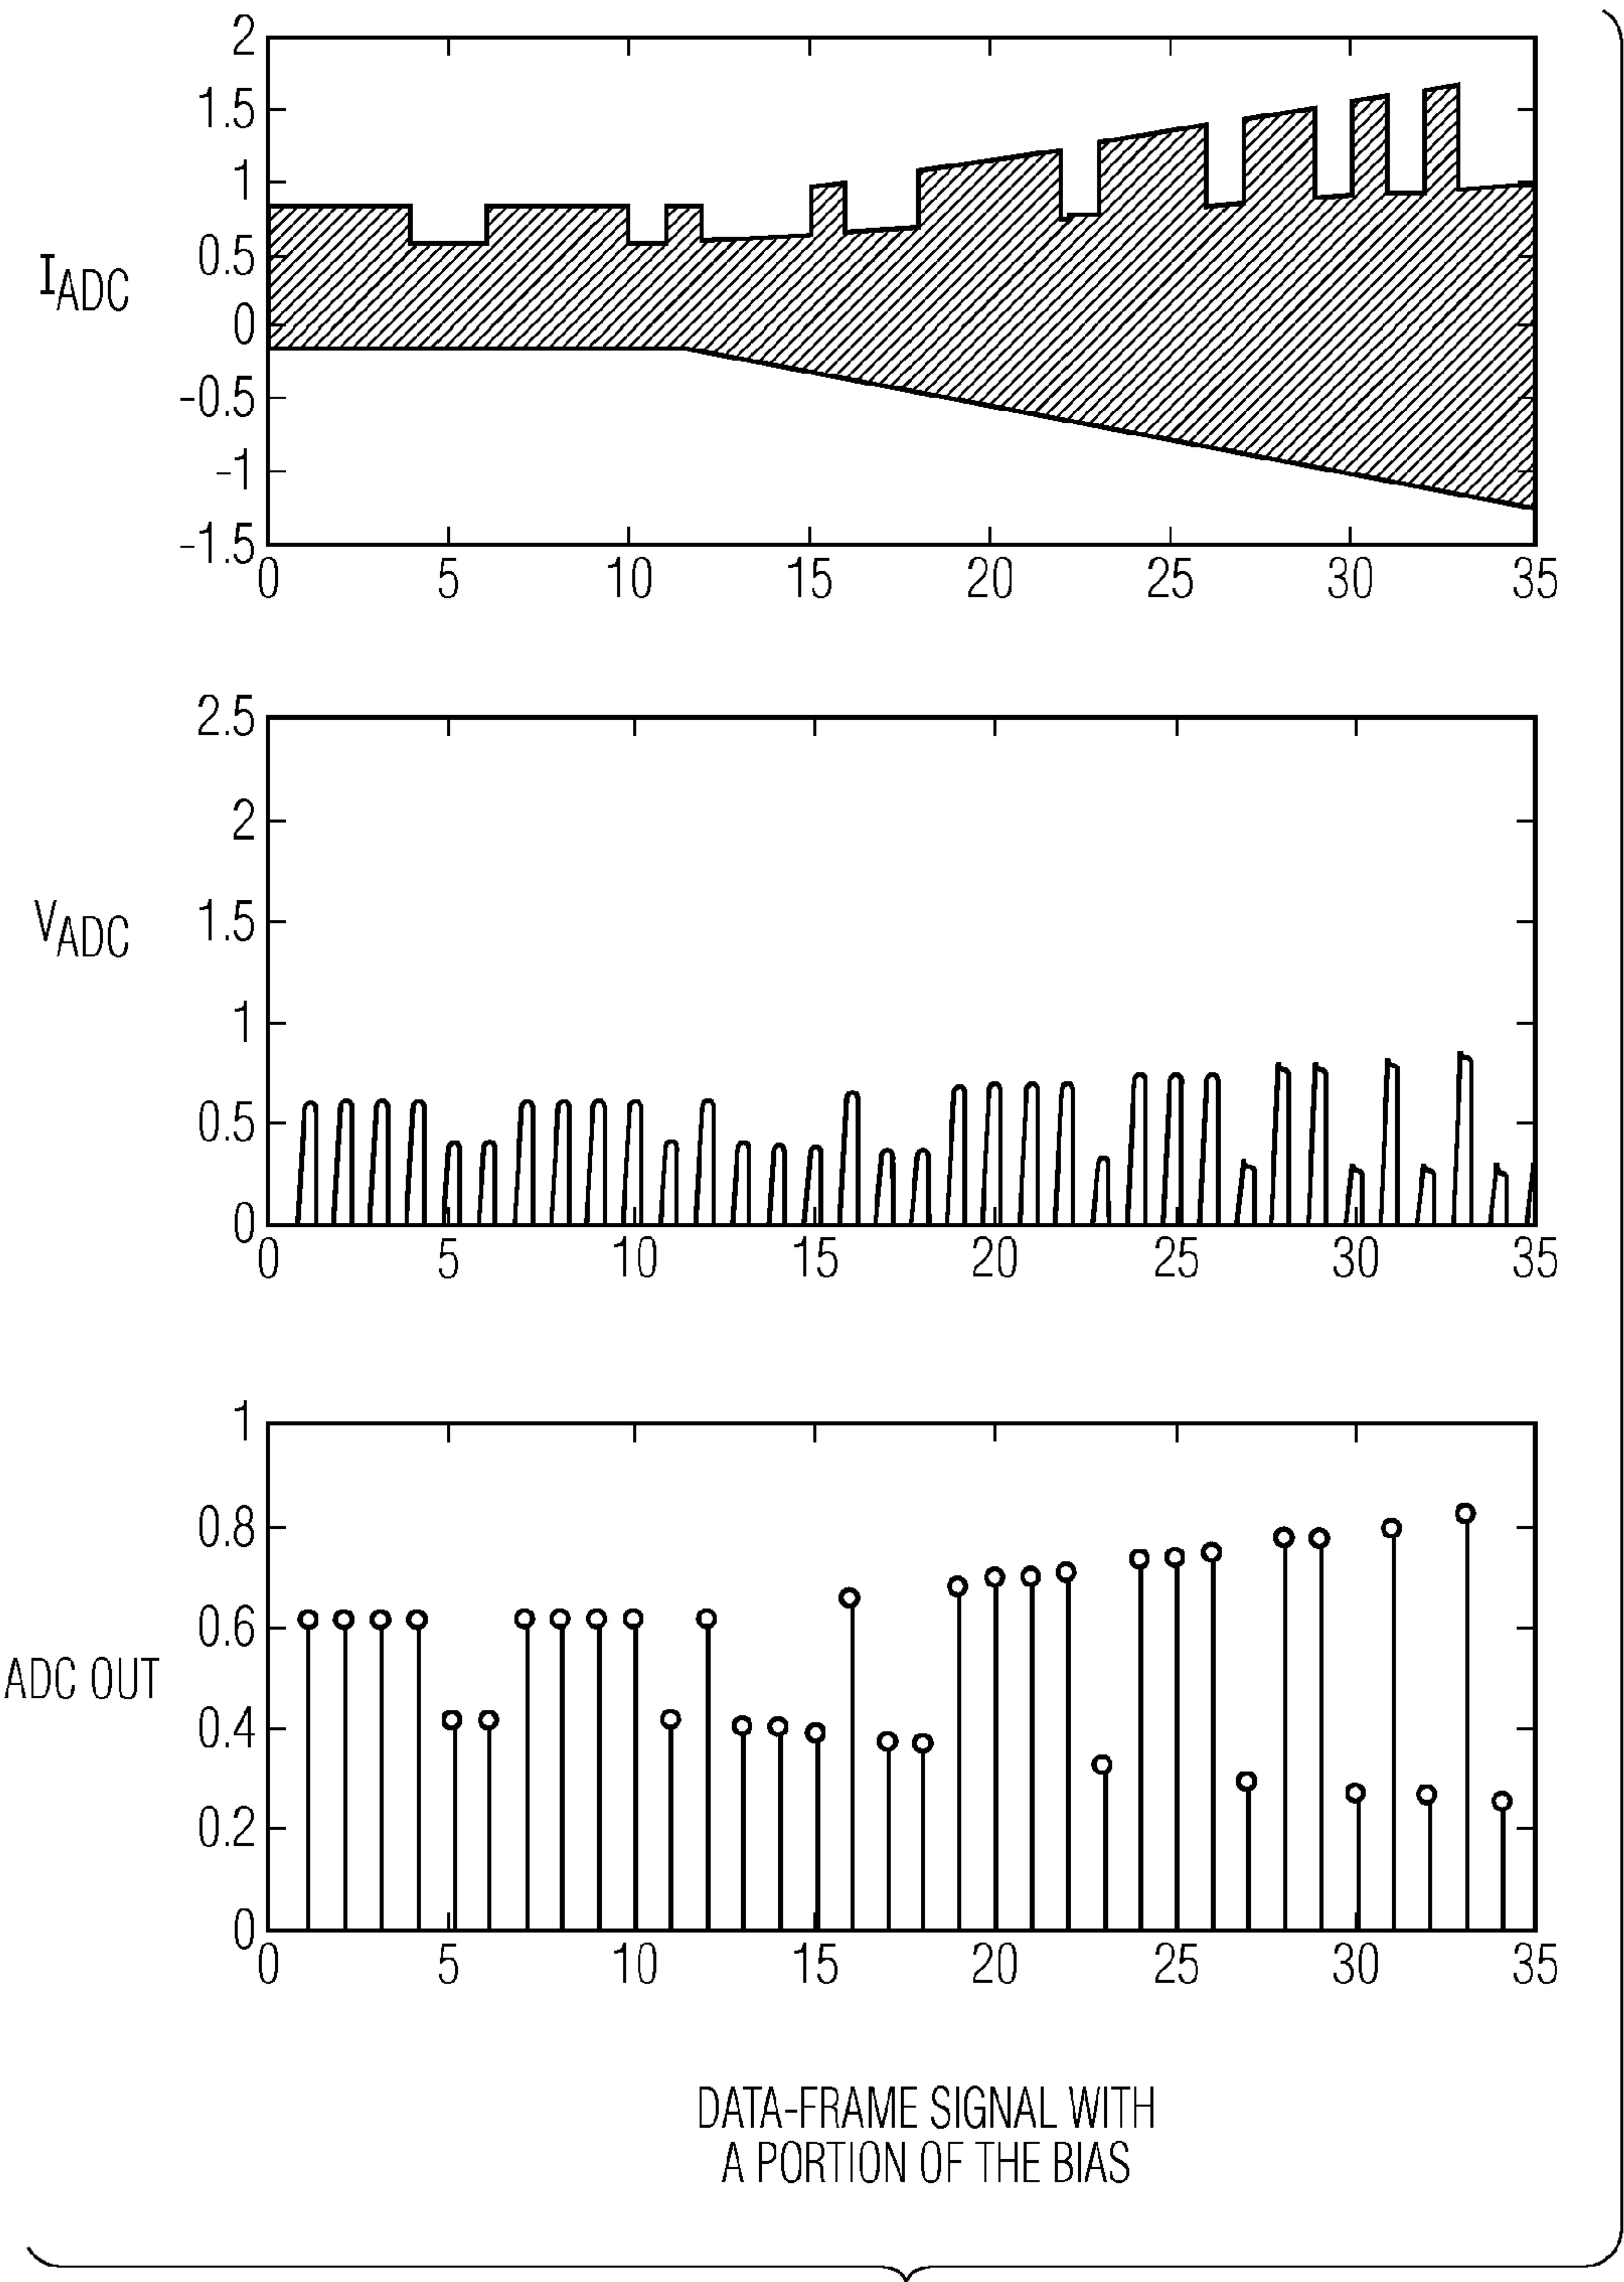 2
1.5
1
0.5
0
-0.5
-1
-1.5
IADC
0 5 10 15 20 25 30 35
2.5
2
1.5
1
0.5
0
VADC
0 5 10 15 20 25 30 35
1
0.8
0.6
0.4
0.2
0
ADC OUT
0 5 10 15 20 25 30 35
DATA-FRAME SIGNAL WITH
A PORTION OF THE BIAS